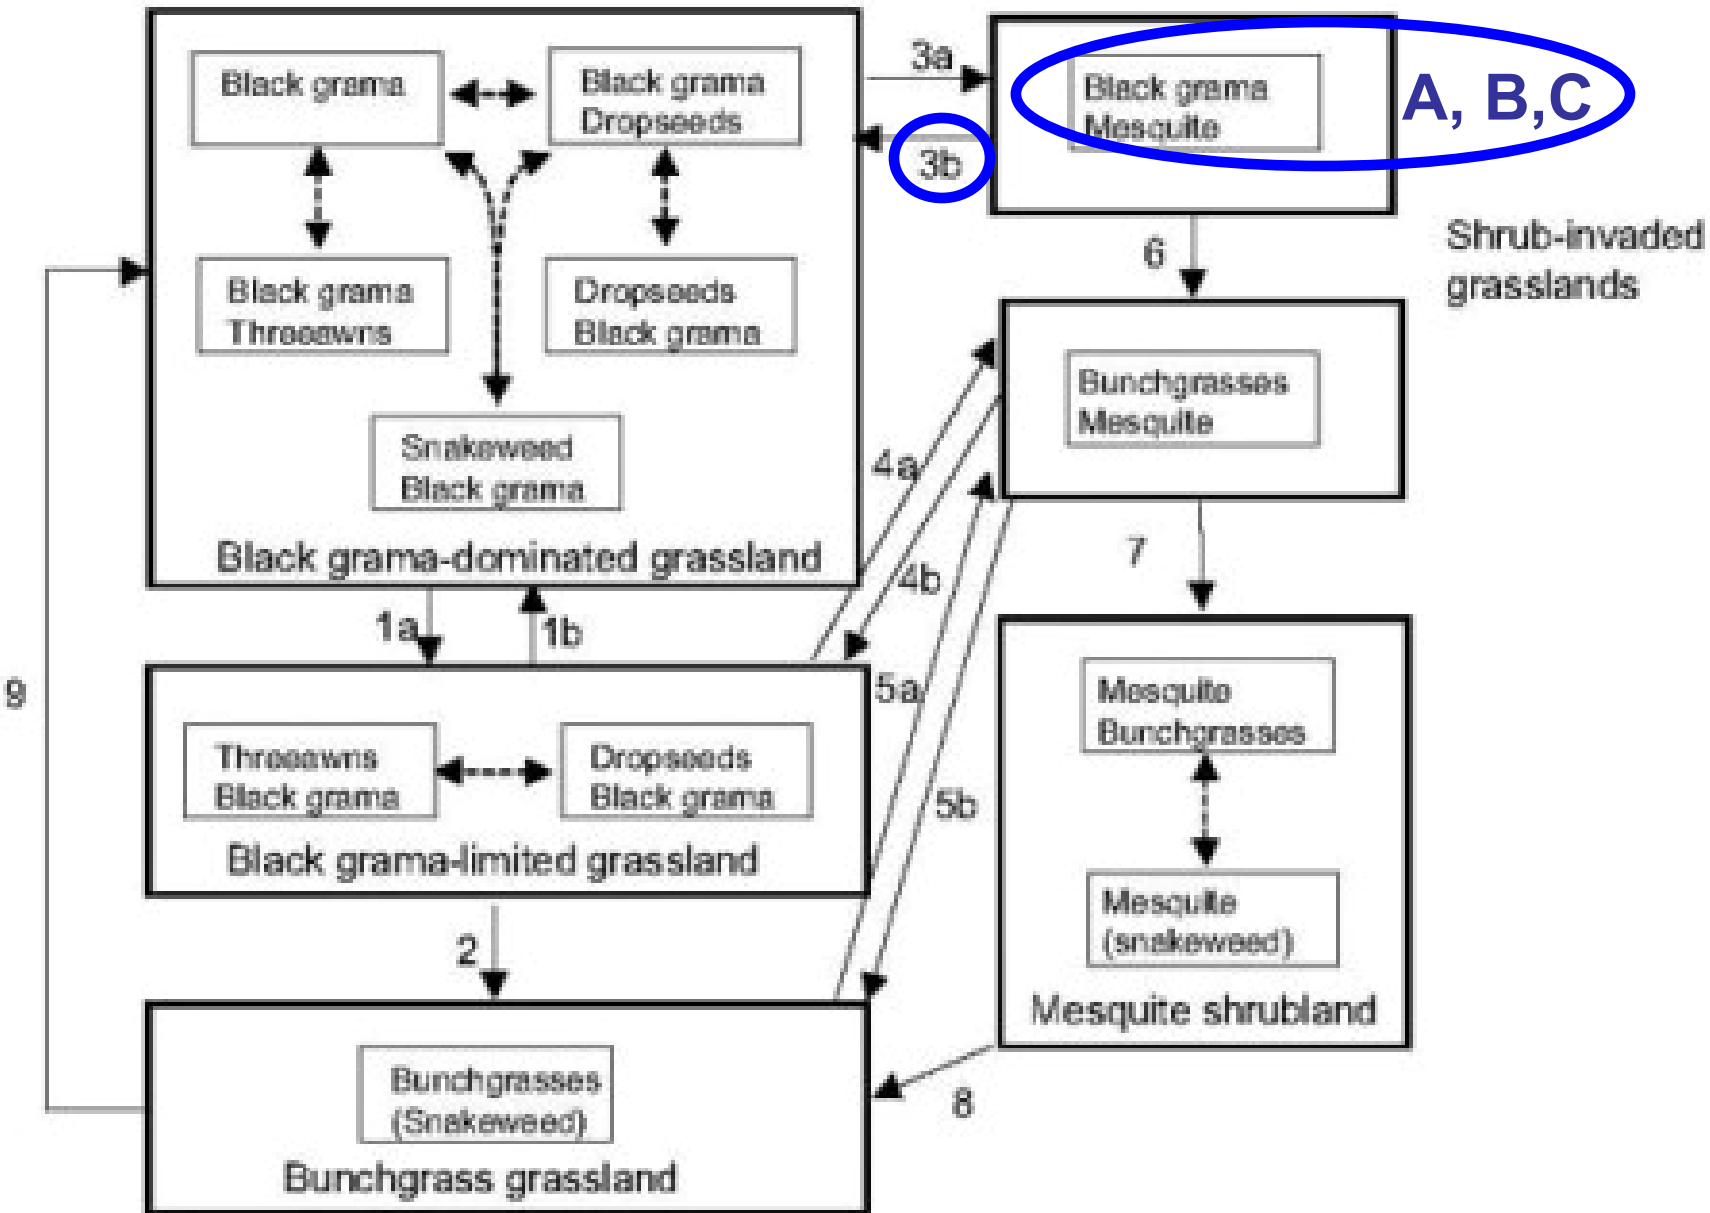 Black grama
Black grama
Dropseeds
Black grama
Threeawns
Dropseeds
Black grama
Snakeweed
Black grama
Black grama-dominated grassland
3a
3b
Black grama
Mesquite
A, B,C
Shrub-invaded
grasslands
6
Bunchgrasses
Mesquite
4a
4b
7
1a
1b
5a
5b
9
Threeawns
Black grama
Dropseeds
Black grama
Black grama-limited grassland
Mesquite
Bunchgrasses
Mesquite
(snakeweed)
Mesquite shrubland
2
8
Bunchgrasses
(Snakeweed)
Bunchgrass grassland